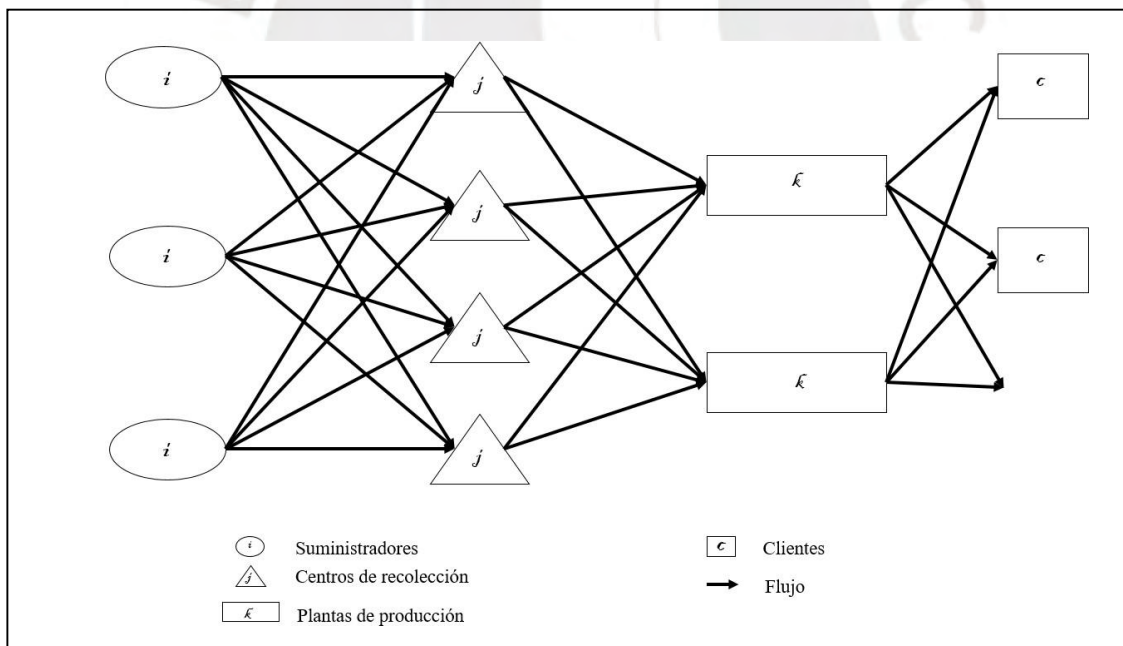 i
j
c
j
k
i
c
j
k
i
j
i Suministradores
c Clientes
j Centros de recolección
Flujo
k Plantas de producción